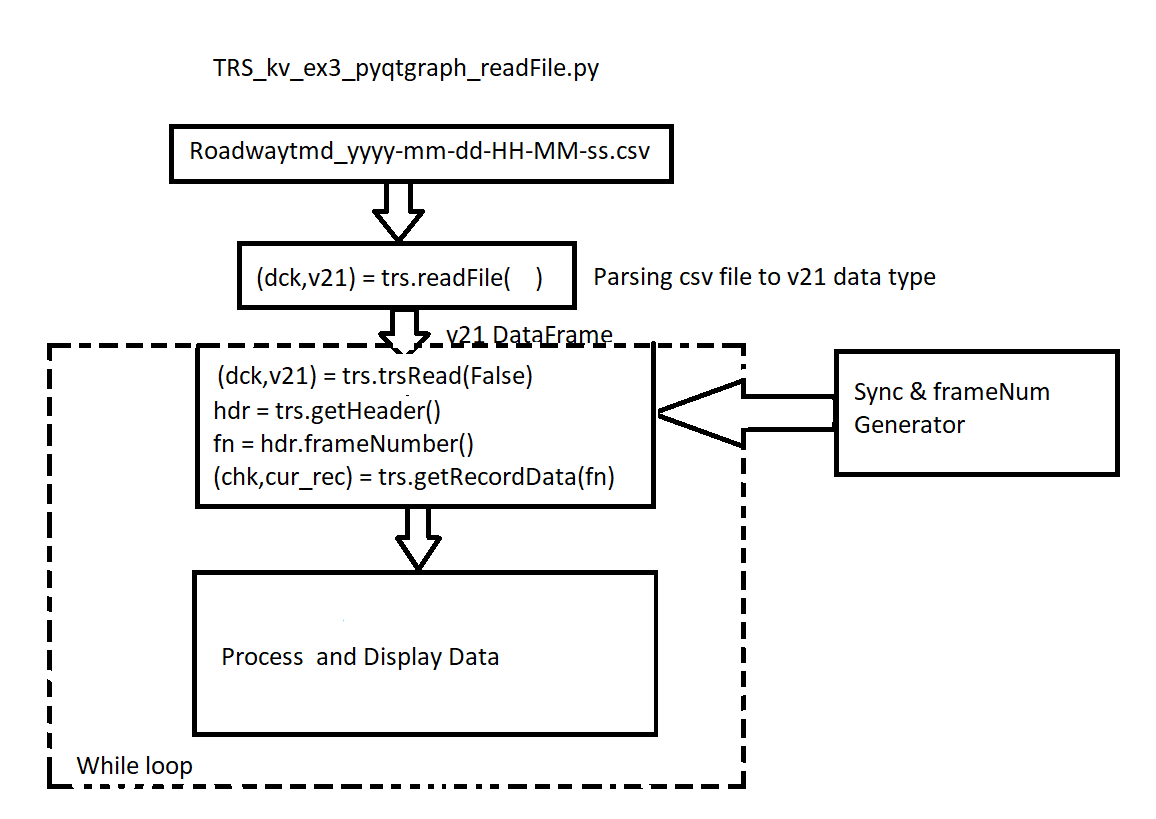 TRS_kv_ex3_pyqtgraph_readFile.py
Roadwaytmd_yyyy-mm-dd-HH-MM-ss.csv
(dck,v21) = trs.readFile(    )
Parsing csv file to v21 data type
v21 DataFrame
(dck,v21) = trs.trsRead(False)
hdr = trs.getHeader()
fn = hdr.frameNumber()
(chk,cur_rec) = trs.getRecordData(fn)
Sync & frameNum
Generator
Process  and Display Data
While loop